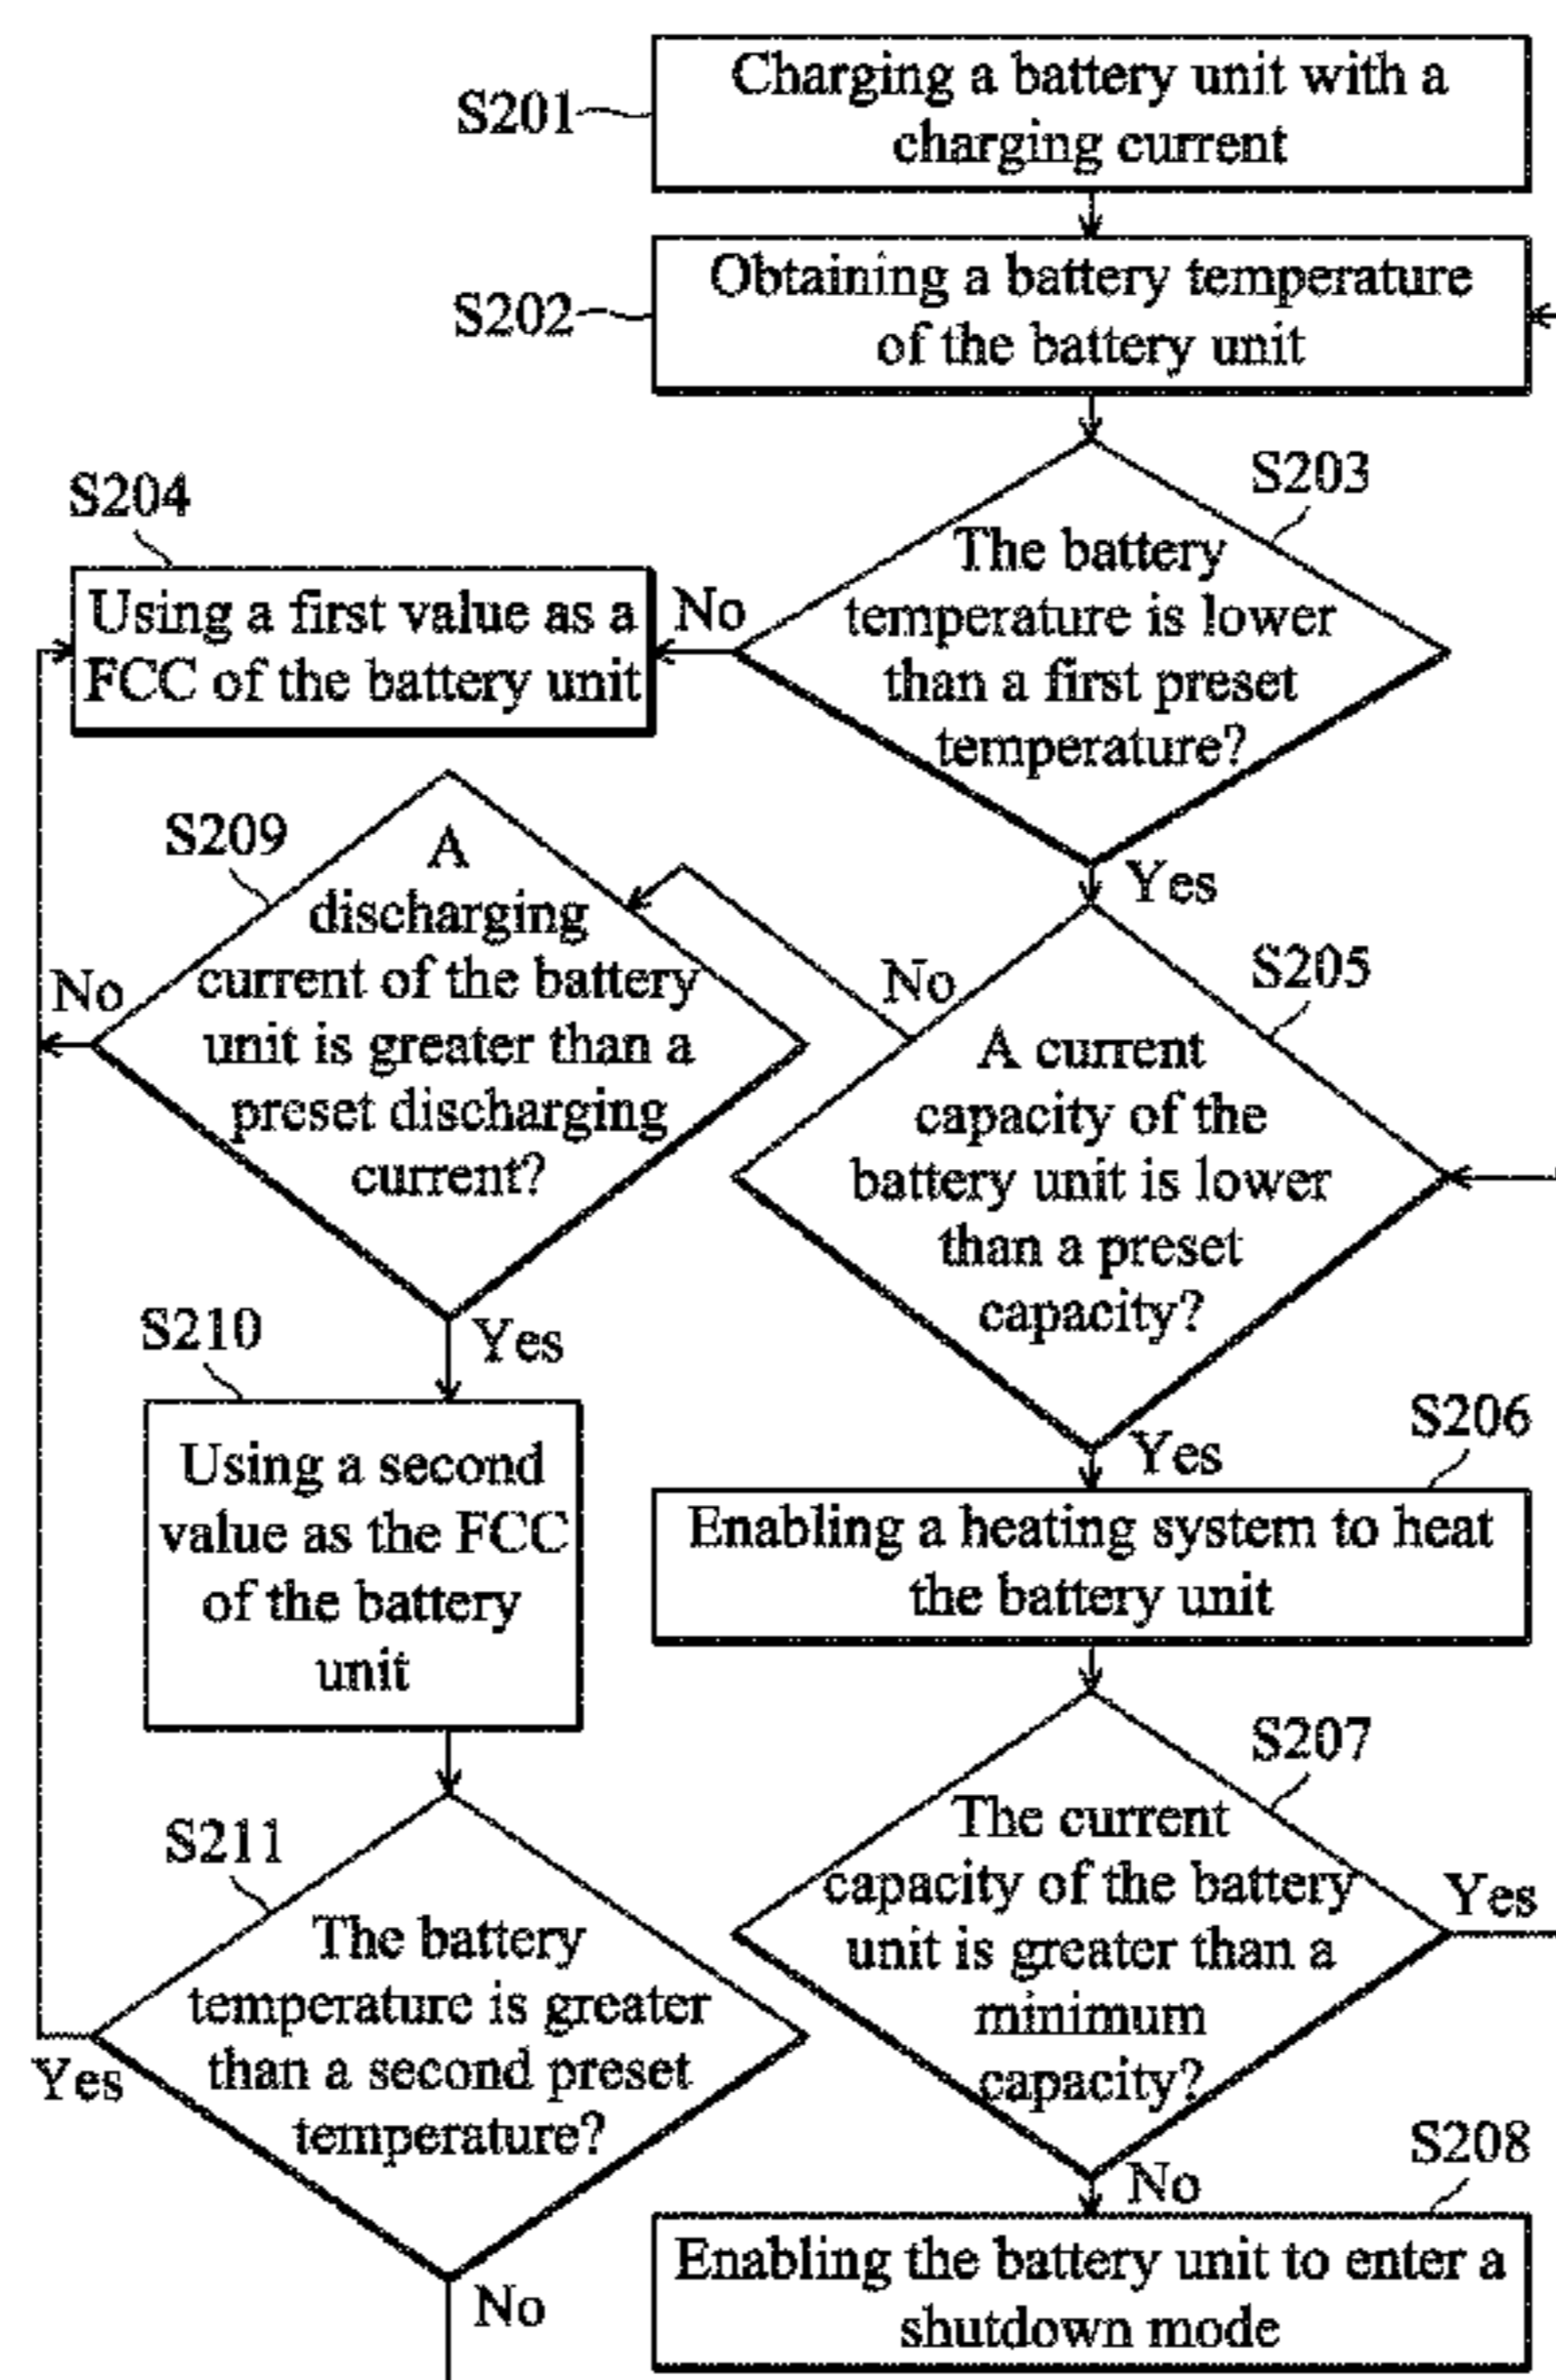 S201
Charging a battery unit with a
charging current
S202
Obtaining a battery temperature
of the battery unit
S203
The battery
temperature is lower
than a first preset
temperature?
No
Yes
S204
Using a first value as a
FCC of the battery unit
S205
A current
capacity of the
battery unit is lower
than a preset
capacity?
No
Yes
S206
Enabling a heating system to heat
the battery unit
S207
The current
capacity of the battery
unit is greater than a
minimum
capacity?
Yes
No
S208
Enabling the battery unit to enter a
shutdown mode
S209
A
discharging
current of the battery
unit is greater than a
preset discharging
current?
No
Yes
S210
Using a second
value as the FCC
of the battery
unit
S211
The battery
temperature is greater
than a second preset
temperature?
Yes
No